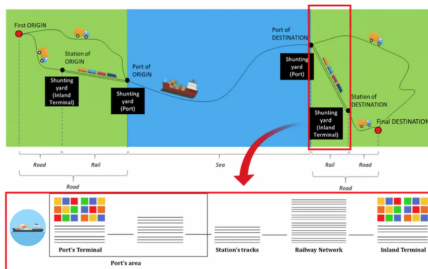 First ORIGIN
Station of
ORIGIN
Shunting
yard
(Inland
Terminal)
Port of
ORIGIN
Shunting
yard
(Port)
Port of
DESTINATION
Shunting
yard
(Port)
Shunting
yard
(Inland
Terminal)
Station of
DESTINATION
Final DESTINATION
Road
Rail
Sea
Rail
Road
Road
Road
Port's Terminal
Station's tracks
Railway Network
Inland Terminal
Port's area